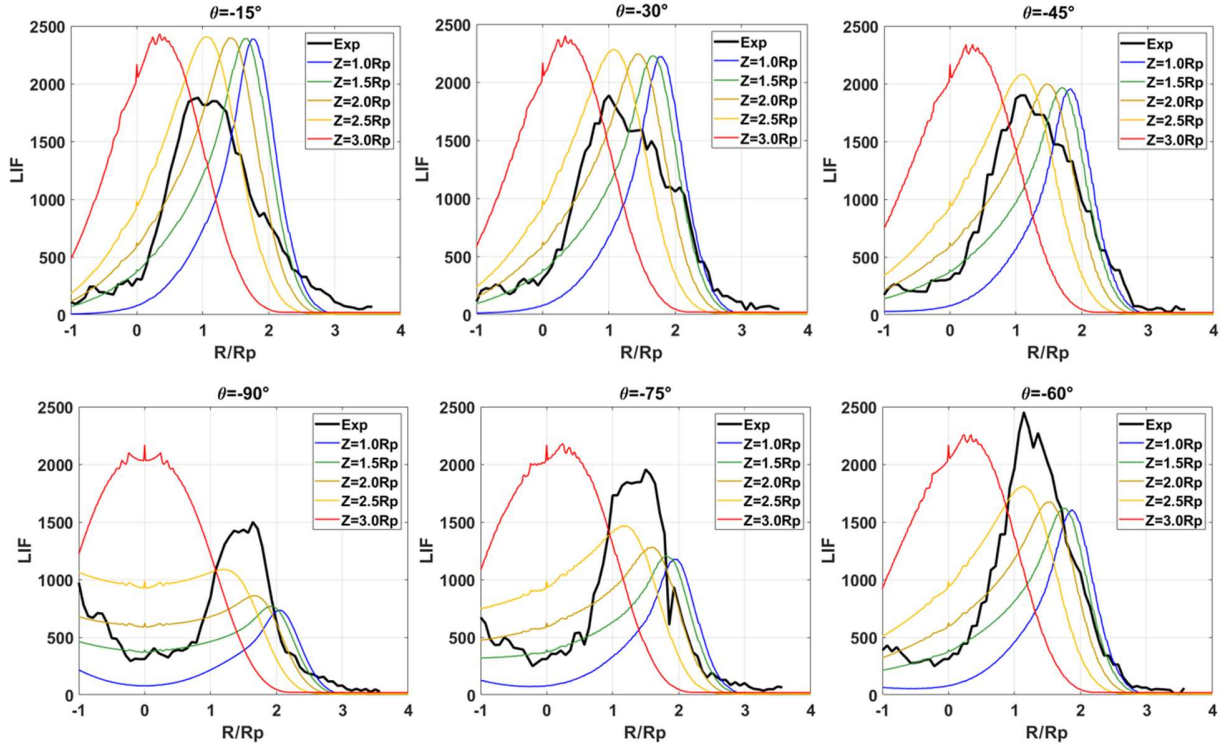 θ=-15°
2500
2000
1500
1000
500
0
LIF
-1 0 1 2 3 4
R/Rp
Exp
Z=1.0Rp
Z=1.5Rp
Z=2.0Rp
Z=2.5Rp
Z=3.0Rp
θ=-30°
2500
2000
1500
1000
500
0
LIF
-1 0 1 2 3 4
R/Rp
Exp
Z=1.0Rp
Z=1.5Rp
Z=2.0Rp
Z=2.5Rp
Z=3.0Rp
θ=-45°
2500
2000
1500
1000
500
0
LIF
-1 0 1 2 3 4
R/Rp
Exp
Z=1.0Rp
Z=1.5Rp
Z=2.0Rp
Z=2.5Rp
Z=3.0Rp
θ=-90°
2500
2000
1500
1000
500
0
LIF
-1 0 1 2 3 4
R/Rp
Exp
Z=1.0Rp
Z=1.5Rp
Z=2.0Rp
Z=2.5Rp
Z=3.0Rp
θ=-75°
2500
2000
1500
1000
500
0
LIF
-1 0 1 2 3 4
R/Rp
Exp
Z=1.0Rp
Z=1.5Rp
Z=2.0Rp
Z=2.5Rp
Z=3.0Rp
θ=-60°
2500
2000
1500
1000
500
0
LIF
-1 0 1 2 3 4
R/Rp
Exp
Z=1.0Rp
Z=1.5Rp
Z=2.0Rp
Z=2.5Rp
Z=3.0Rp